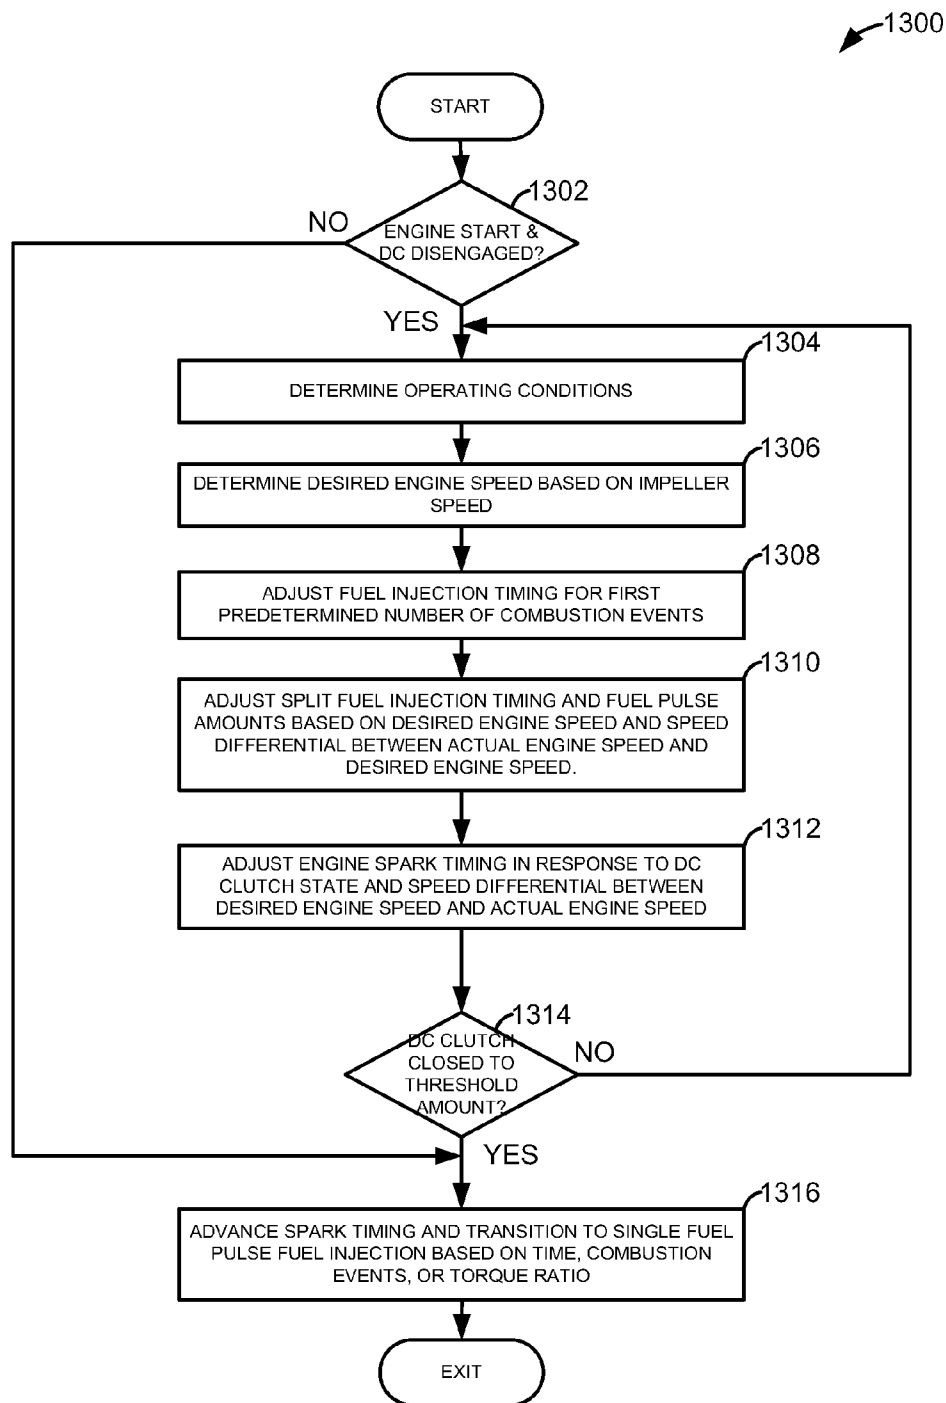 1300
START
1302
NO
ENGINE START &
DC DISENGAGED?
YES
1304
DETERMINE OPERATING CONDITIONS
1306
DETERMINE DESIRED ENGINE SPEED BASED ON IMPELLER
SPEED
1308
ADJUST FUEL INJECTION TIMING FOR FIRST
PREDETERMINED NUMBER OF COMBUSTION EVENTS
1310
ADJUST SPLIT FUEL INJECTION TIMING AND FUEL PULSE
AMOUNTS BASED ON DESIRED ENGINE SPEED AND SPEED
DIFFERENTIAL BETWEEN ACTUAL ENGINE SPEED AND
DESIRED ENGINE SPEED.
1312
ADJUST ENGINE SPARK TIMING IN RESPONSE TO DC
CLUTCH STATE AND SPEED DIFFERENTIAL BETWEEN
DESIRED ENGINE SPEED AND ACTUAL ENGINE SPEED
1314
DC CLUTCH
CLOSED TO
THRESHOLD
AMOUNT?
NO
YES
1316
ADVANCE SPARK TIMING AND TRANSITION TO SINGLE FUEL
PULSE FUEL INJECTION BASED ON TIME, COMBUSTION
EVENTS, OR TORQUE RATIO
EXIT